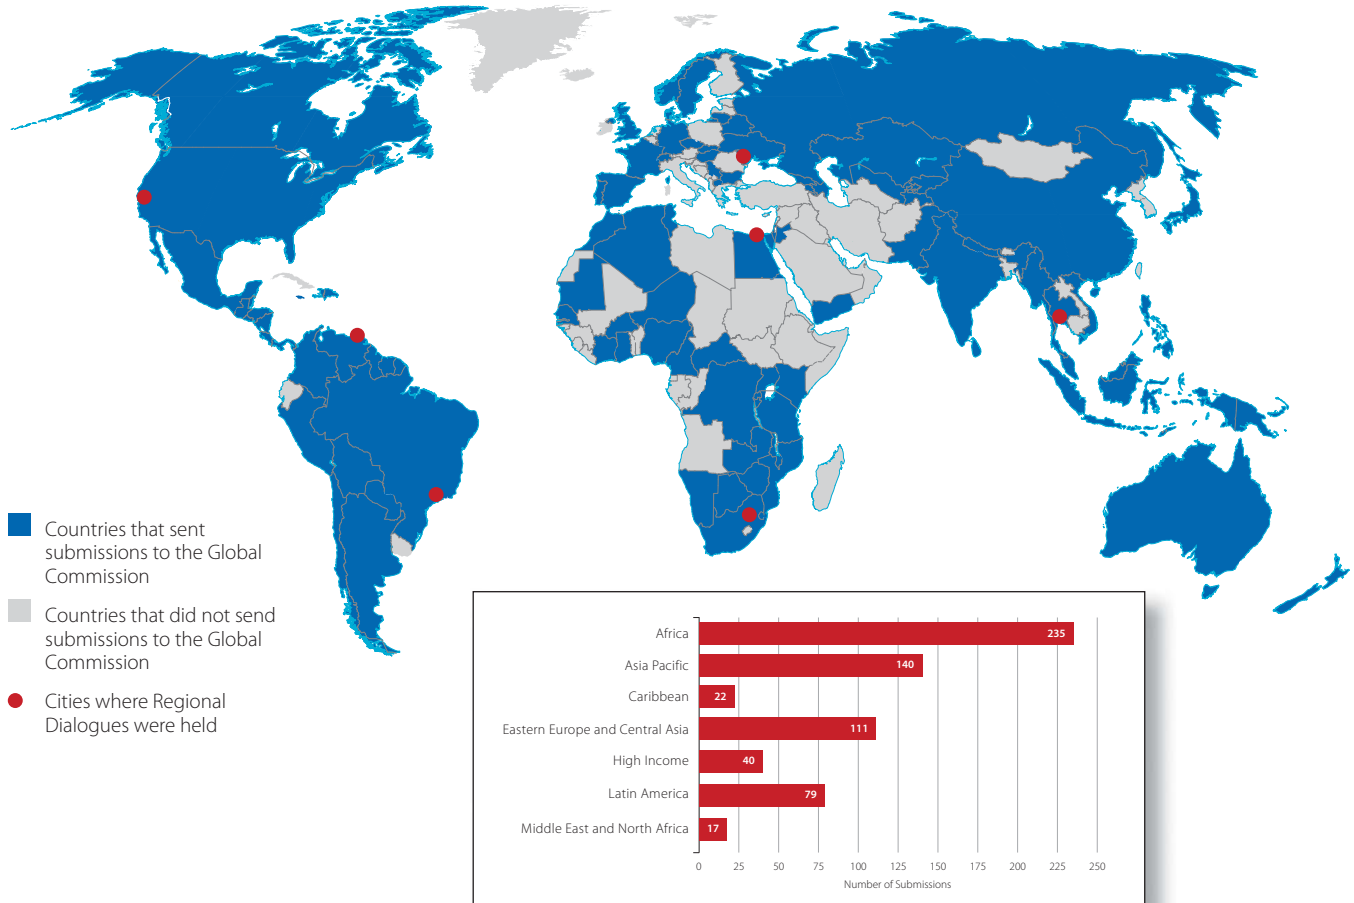 Countries that sent
submissions to the Global
Commission
Countries that did not send
submissions to the Global
Commission
Cities where Regional
Dialogues were held
Africa 235
Asia Pacific 140
Caribbean 22
Eastern Europe and Central Asia 111
High Income 40
Latin America 79
Middle East and North Africa 17
0 25 50 75 100 125 150 175 200 225 250
Number of Submissions